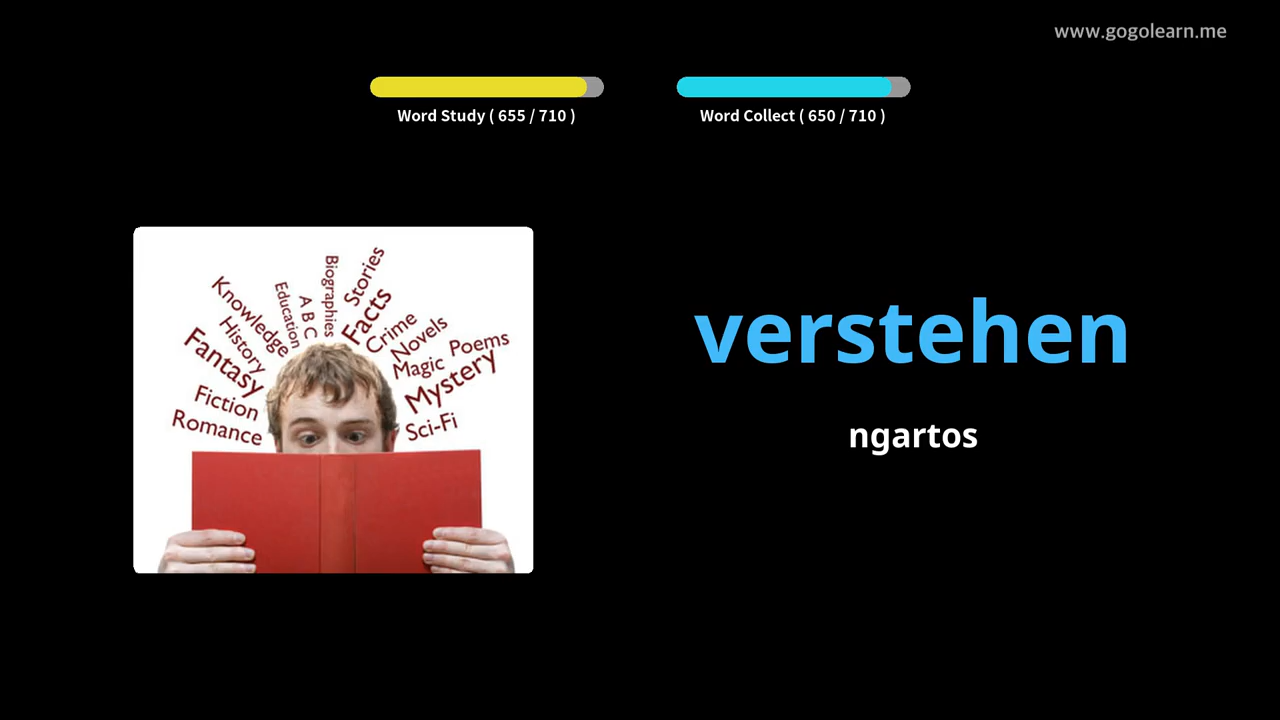 www.gogolearn.me
Word Study ( 655 / 710 )
Word Collect ( 650 / 710 )
Knowledge
History
Fantasy
Fiction
Romance
Education
A B C
Biographies
Stories
Facts
Crime
Novels
Magic
Poems
Mystery
Sci-Fi
verstehen
ngartos